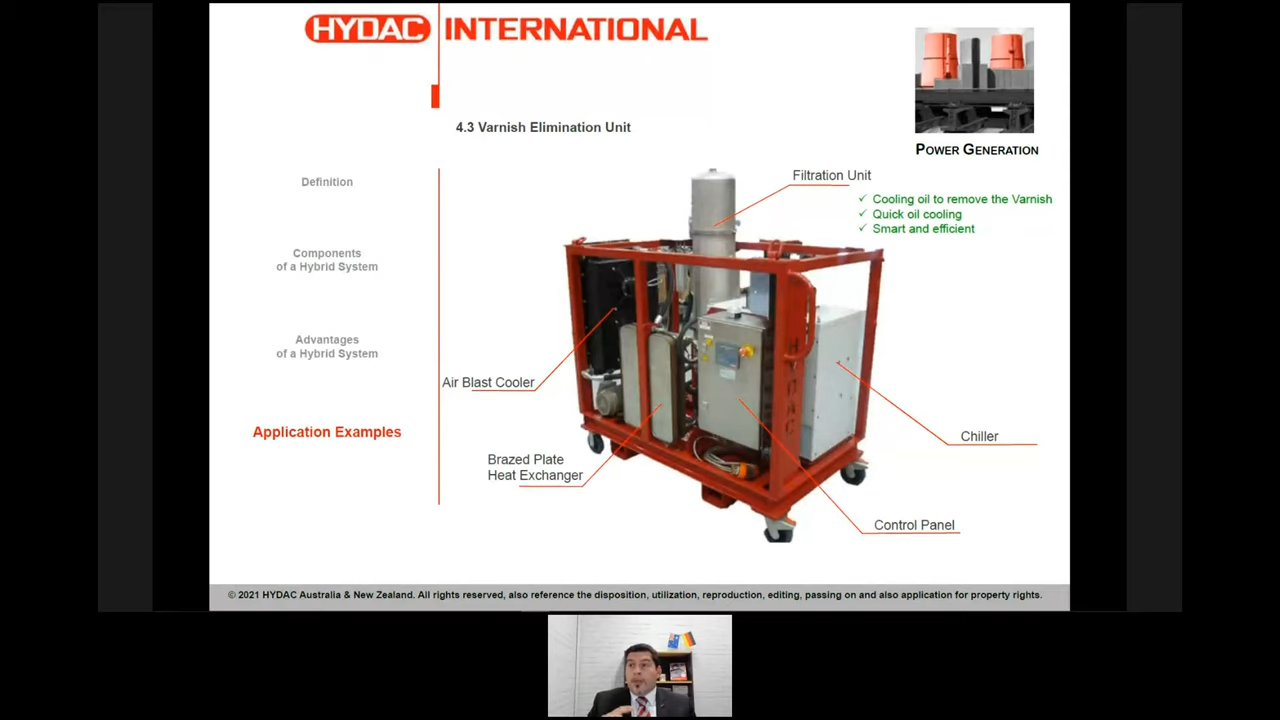 HYDAC INTERNATIONAL
4.3 Varnish Elimination Unit
POWER GENERATION
Definition
Components
of a Hybrid System
Advantages
of a Hybrid System
Application Examples
Filtration Unit
✓ Cooling oil to remove the Varnish
✓ Quick oil cooling
✓ Smart and efficient
Air Blast Cooler
Brazed Plate
Heat Exchanger
Chiller
Control Panel
HYDAC
© 2021 HYDAC Australia & New Zealand. All rights reserved, also reference the disposition, utilization, reproduction, editing, passing on and also application for property rights.